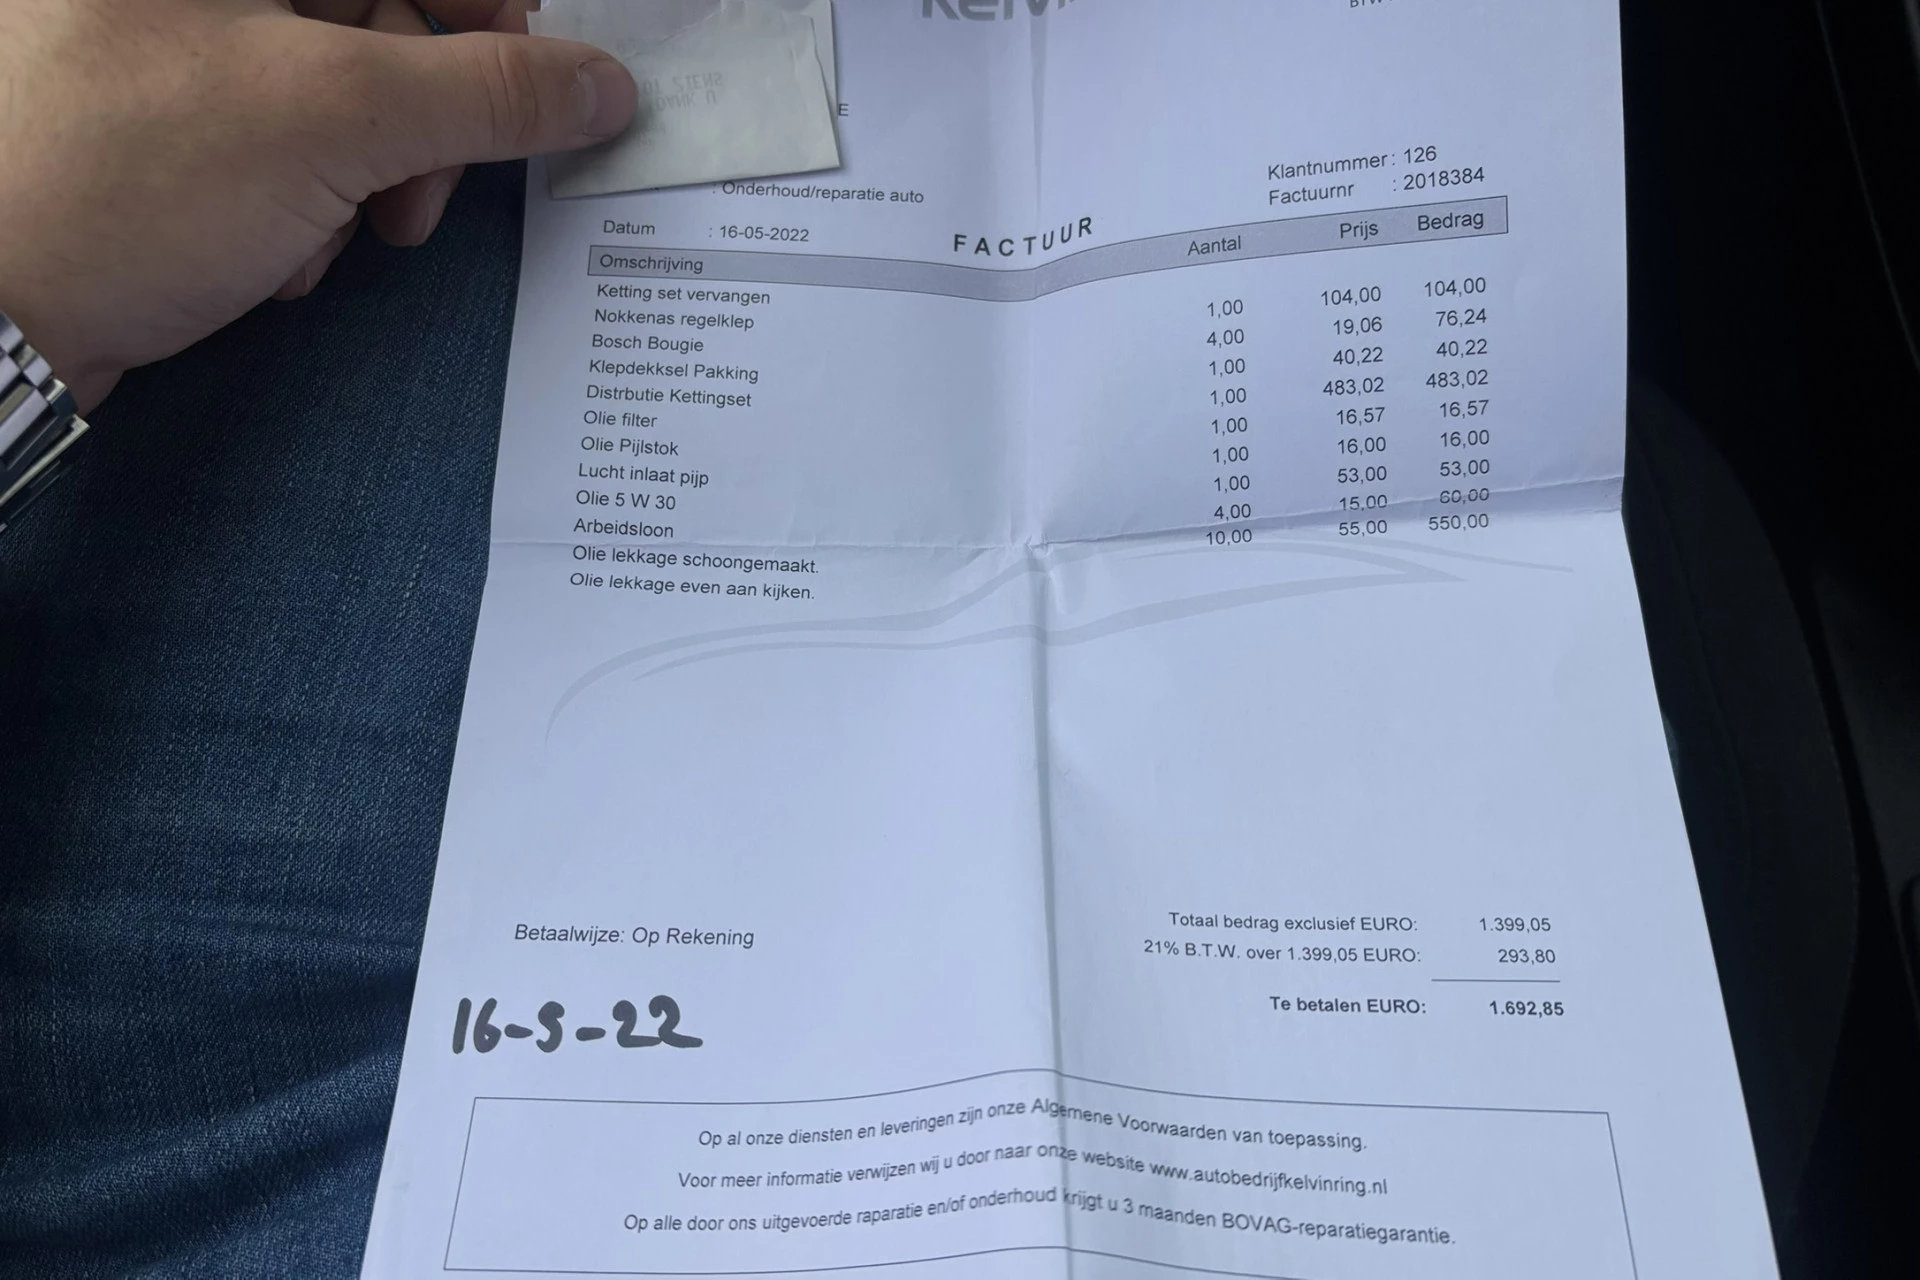 Onderhoud/reparatie auto
Klantnummer : 126
Factuurnr : 2018384
Datum : 16-05-2022
FACTUUR
Omschrijving Aantal Prijs Bedrag
Ketting set vervangen
Nokkenas regelklep 1,00 104,00 104,00
Bosch Bougie 4,00 19,06 76,24
Klepdekksel Pakking 1,00 40,22 40,22
Distrbutie Kettingset 1,00 483,02 483,02
Olie filter 1,00 16,57 16,57
Olie Pijlstok 1,00 16,00 16,00
Lucht inlaat pijp 1,00 53,00 53,00
Olie 5 W 30 4,00 15,00 60,00
Arbeidsloon 10,00 55,00 550,00
Olie lekkage schoongemaakt.
Olie lekkage even aan kijken.
Betaalwijze: Op Rekening
Totaal bedrag exclusief EURO: 1.399,05
21% B.T.W. over 1.399,05 EURO: 293,80
Te betalen EURO: 1.692,85
16-5-22
Op al onze diensten en leveringen zijn onze Algemene Voorwaarden van toepassing.
Voor meer informatie verwijzen wij u door naar onze website www.autobedrijfkelvinring.nl
Op alle door ons uitgevoerde raparatie en/of onderhoud krijgt u 3 maanden BOVAG-reparatiegarantie.